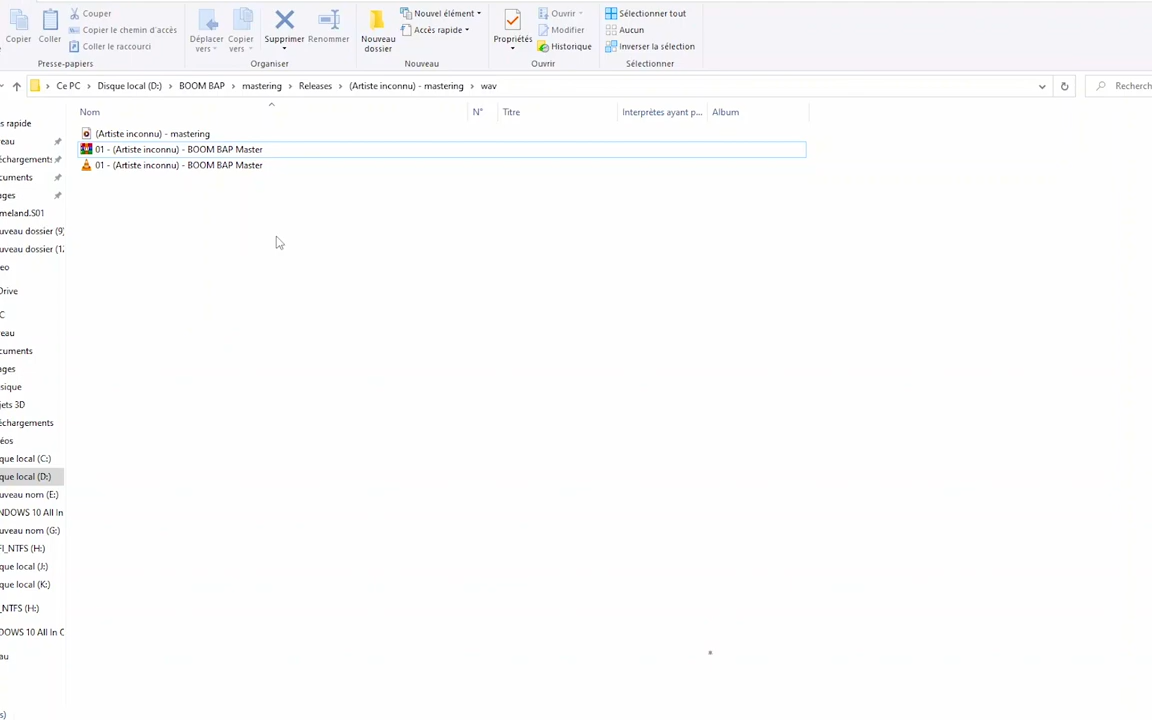 Couper
Copier le chemin d'accès
Coller le raccourci
Copier
Coller
Presse-papiers
Déplacer vers
Copier vers
Supprimer
Renommer
Organiser
Nouveau dossier
Nouvel élément
Accès rapide
Nouveau
Propriétés
Ouvrir
Modifier
Historique
Ouvrir
Sélectionner tout
Aucun
Inverser la sélection
Sélectionner
Ce PC > Disque local (D:) > BOOM BAP > mastering > Releases > (Artiste inconnu) - mastering > wav
Recherch
Nom
N°
Titre
Interprètes ayant p...
Album
(Artiste inconnu) - mastering
01 - (Artiste inconnu) - BOOM BAP Master
01 - (Artiste inconnu) - BOOM BAP Master
s rapide
eau
échargements
cuments
ages
meland.S01
uveau dossier (9)
uveau dossier (12
eo
Drive
C
eau
cuments
ages
sique
jets 3D
échargements
éos
que local (C:)
que local (D:)
uveau nom (E:)
NDOWS 10 All In
uveau nom (G:)
FI_NTFS (H:)
que local (J:)
que local (K:)
_NTFS (H:)
DOWS 10 All In O
au
s)